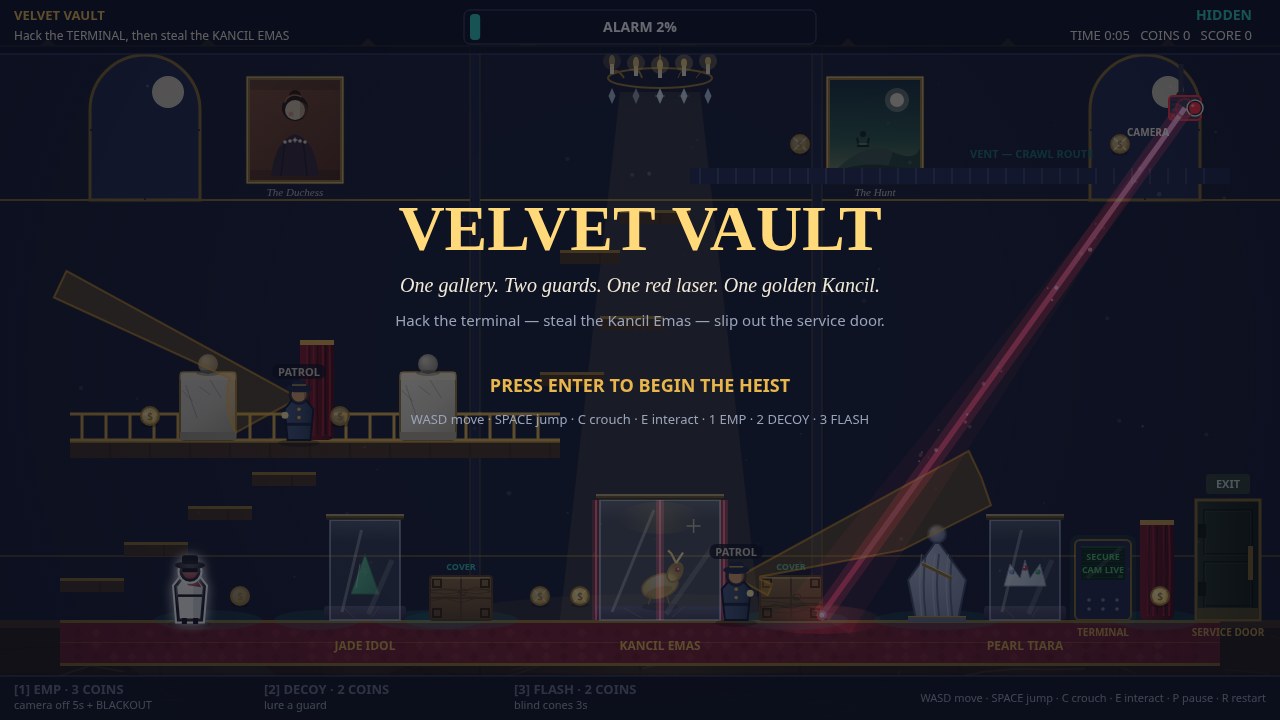 VELVET VAULT
Hack the TERMINAL, then steal the KANCIL EMAS
ALARM 2%
HIDDEN
TIME 0:05 COINS 0 SCORE 0
CAMERA
VENT — CRAWL ROUTE
The Duchess
The Hunt
VELVET VAULT
One gallery. Two guards. One red laser. One golden Kancil.
Hack the terminal — steal the Kancil Emas — slip out the service door.
PATROL
PRESS ENTER TO BEGIN THE HEIST
WASD move · SPACE jump · C crouch · E interact · 1 EMP · 2 DECOY · 3 FLASH
EXIT
PATROL
COVER
COVER
SECURE
CAM LIVE
TERMINAL
SERVICE DOOR
JADE IDOL
KANCIL EMAS
PEARL TIARA
[1] EMP · 3 COINS
camera off 5s + BLACKOUT
[2] DECOY · 2 COINS
lure a guard
[3] FLASH · 2 COINS
blind cones 3s
WASD move · SPACE jump · C crouch · E interact · P pause · R restart